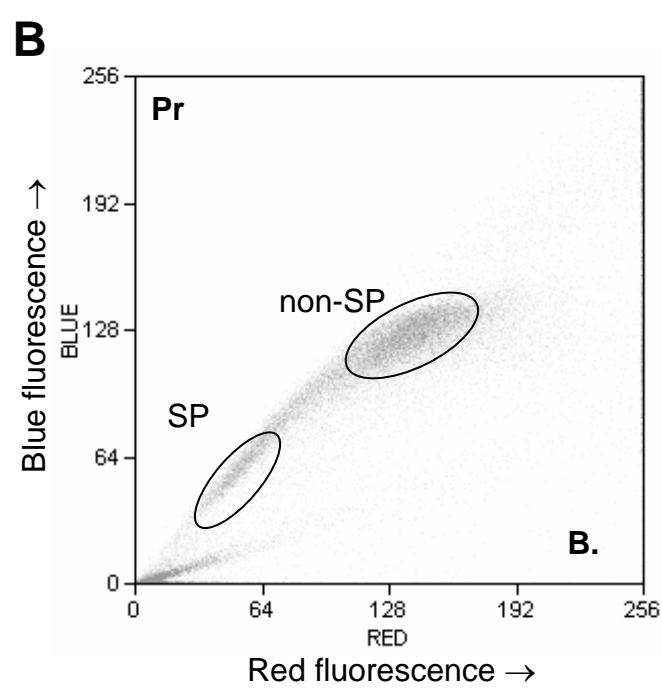 B
256
Pr
192
non-SP
128
SP
64
B.
0
0 64 128 192 256
RED
Red fluorescence →
BLUE
Blue fluorescence →